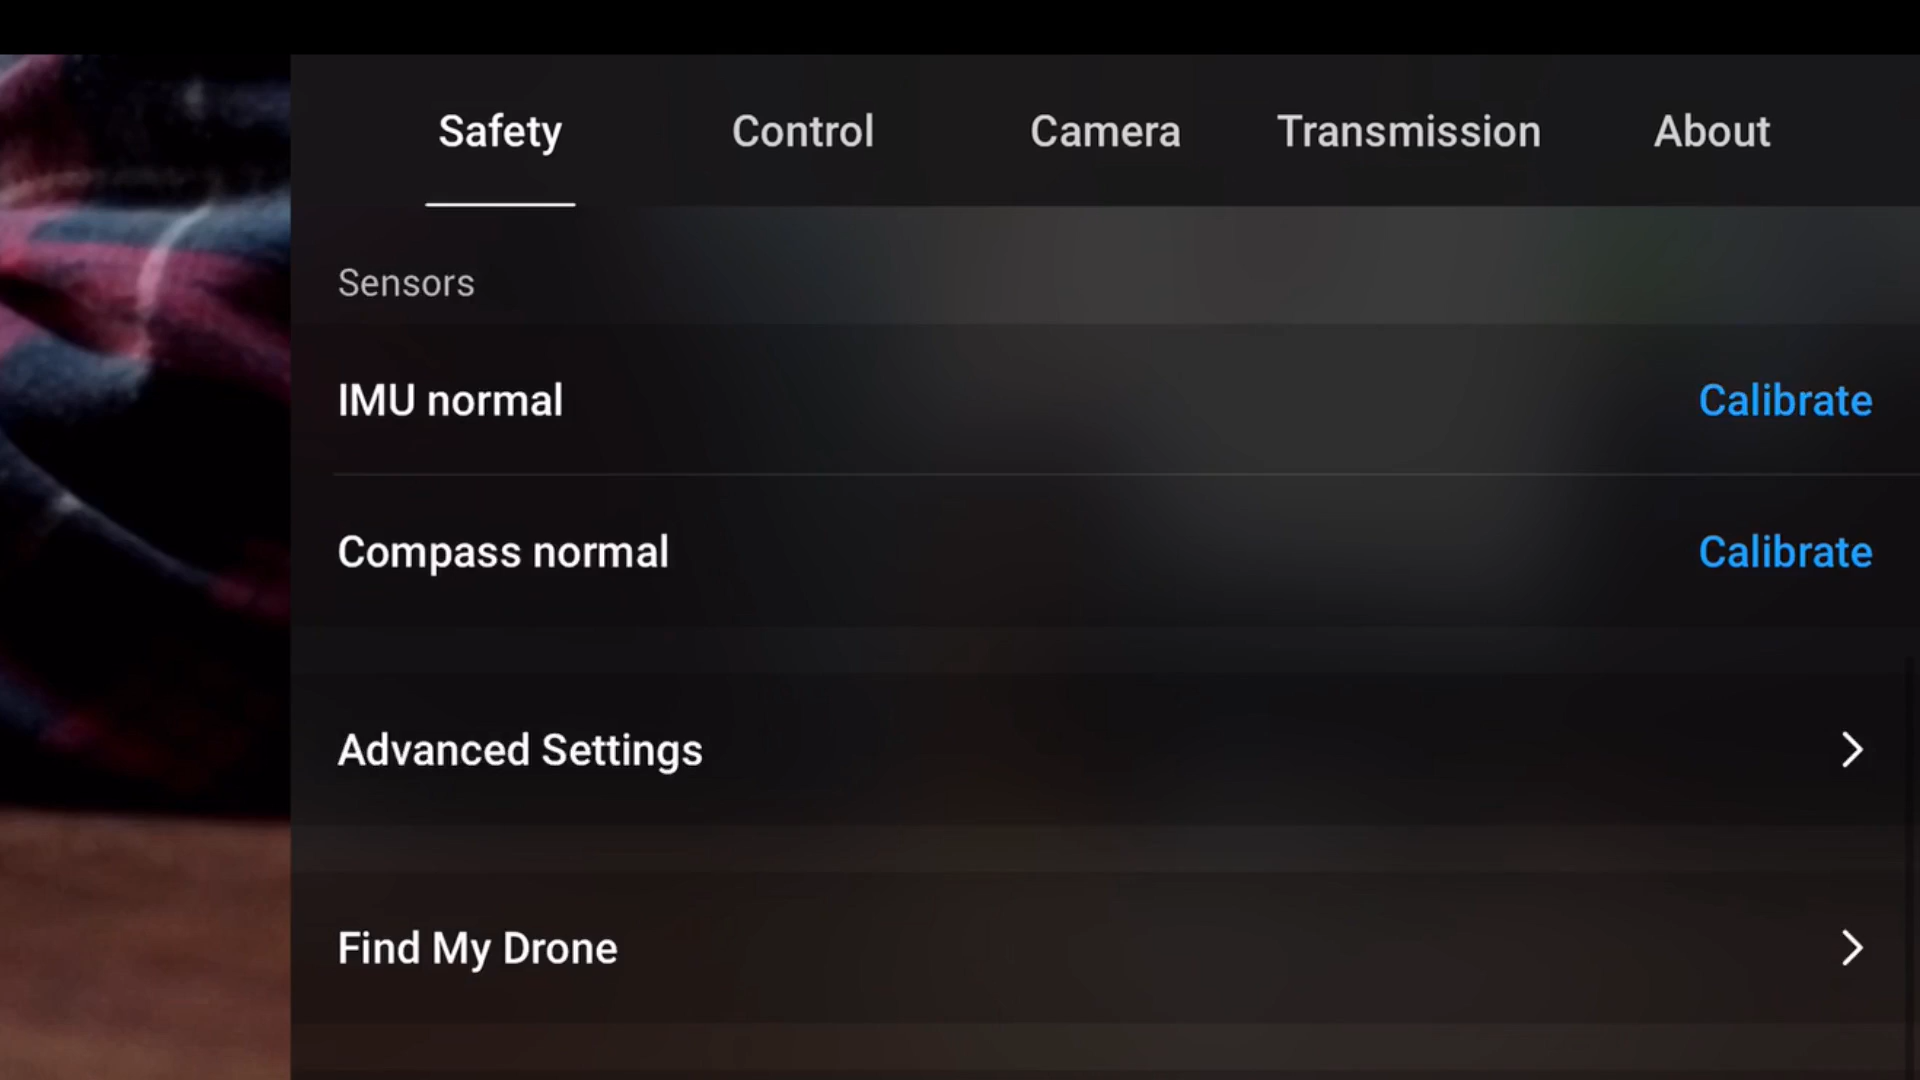 Safety Control Camera Transmission About
Sensors
IMU normal Calibrate
Compass normal Calibrate
Advanced Settings
Find My Drone